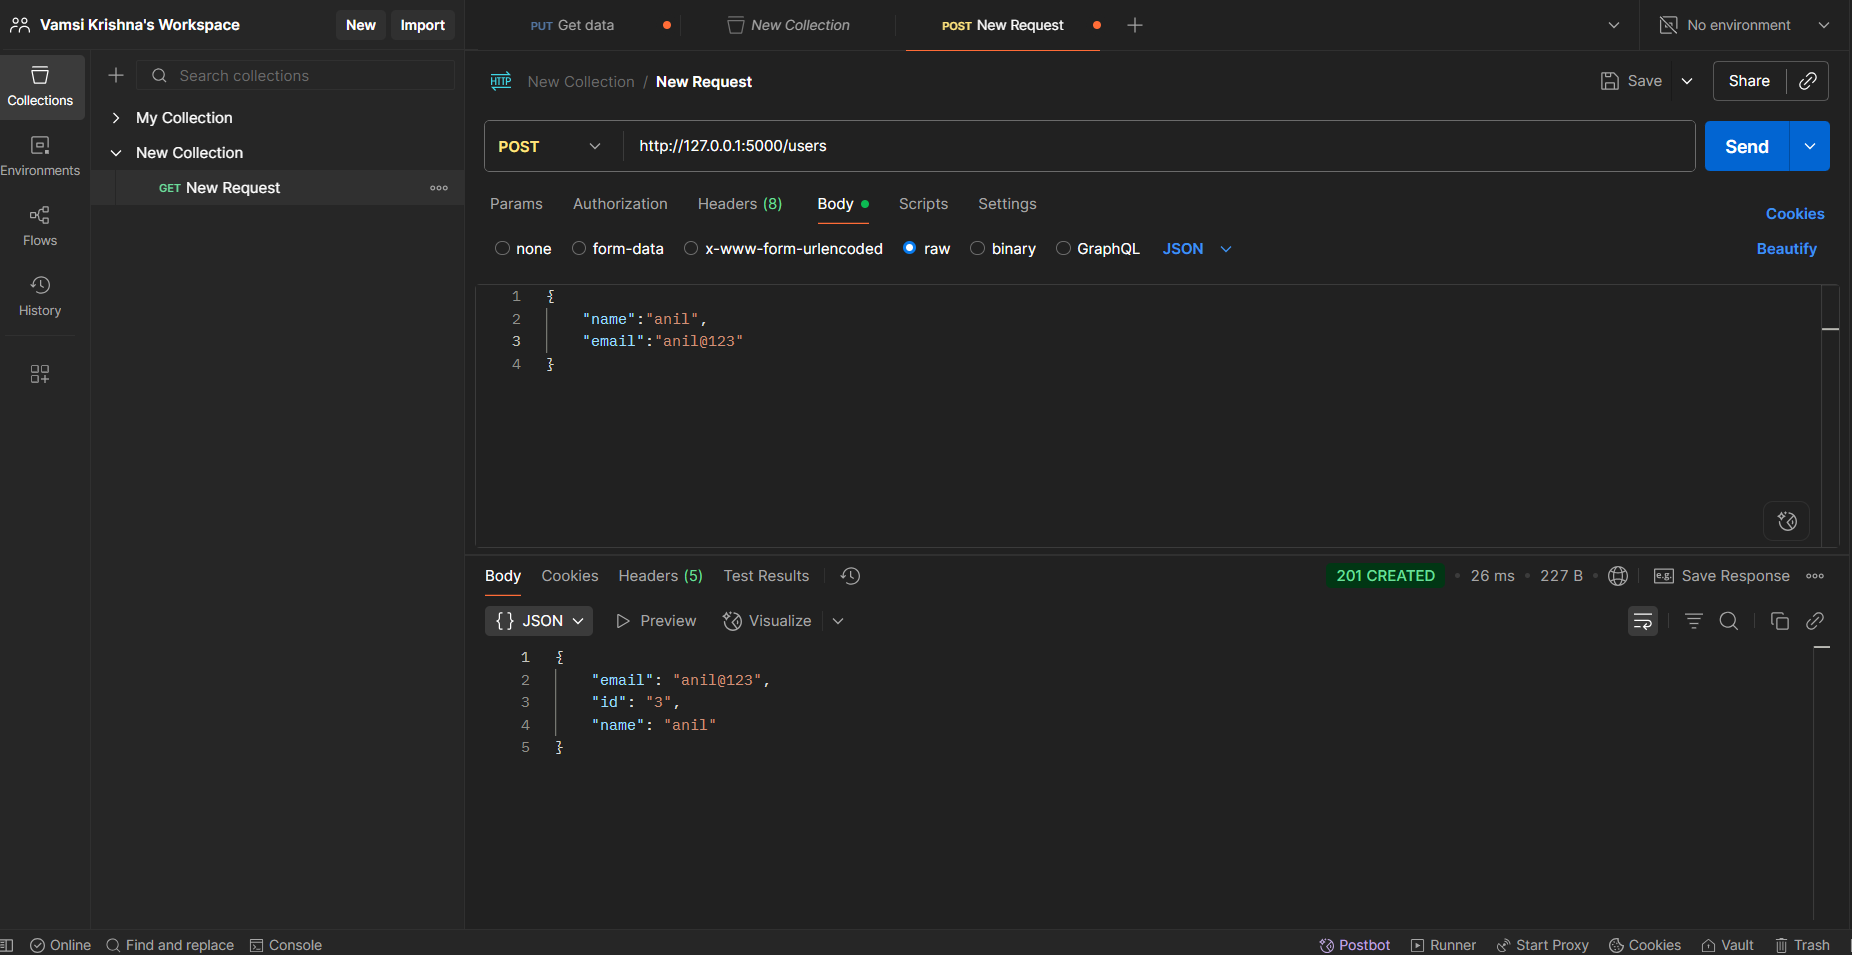 Vamsi Krishna's Workspace
New
Import
PUT Get data
New Collection
POST New Request
No environment
Collections
Environments
Flows
History
Search collections
My Collection
New Collection
GET New Request
HTTP
New Collection / New Request
Save
Share
POST
http://127.0.0.1:5000/users
Send
Params
Authorization
Headers (8)
Body
Scripts
Settings
Cookies
none
form-data
x-www-form-urlencoded
raw
binary
GraphQL
JSON
Beautify
1 {
2 "name":"anil",
3 "email":"anil@123"
4 }
Body
Cookies
Headers (5)
Test Results
201 CREATED
26 ms
227 B
e.g.
Save Response
{} JSON
Preview
Visualize
1 {
2 "email": "anil@123",
3 "id": "3",
4 "name": "anil"
5 }
Online
Find and replace
Console
Postbot
Runner
Start Proxy
Cookies
Vault
Trash